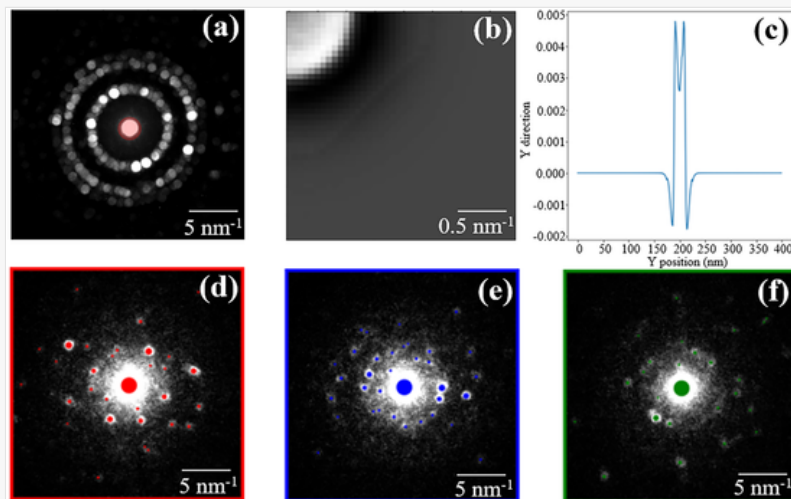 (a)
5 nm⁻¹
(b)
0.5 nm⁻¹
(c)
Y direction
0.005
0.004
0.003
0.002
0.001
0.000
-0.001
-0.002
0 50 100 150 200 250 300 350 400
Y position (nm)
(d)
5 nm⁻¹
(e)
5 nm⁻¹
(f)
5 nm⁻¹